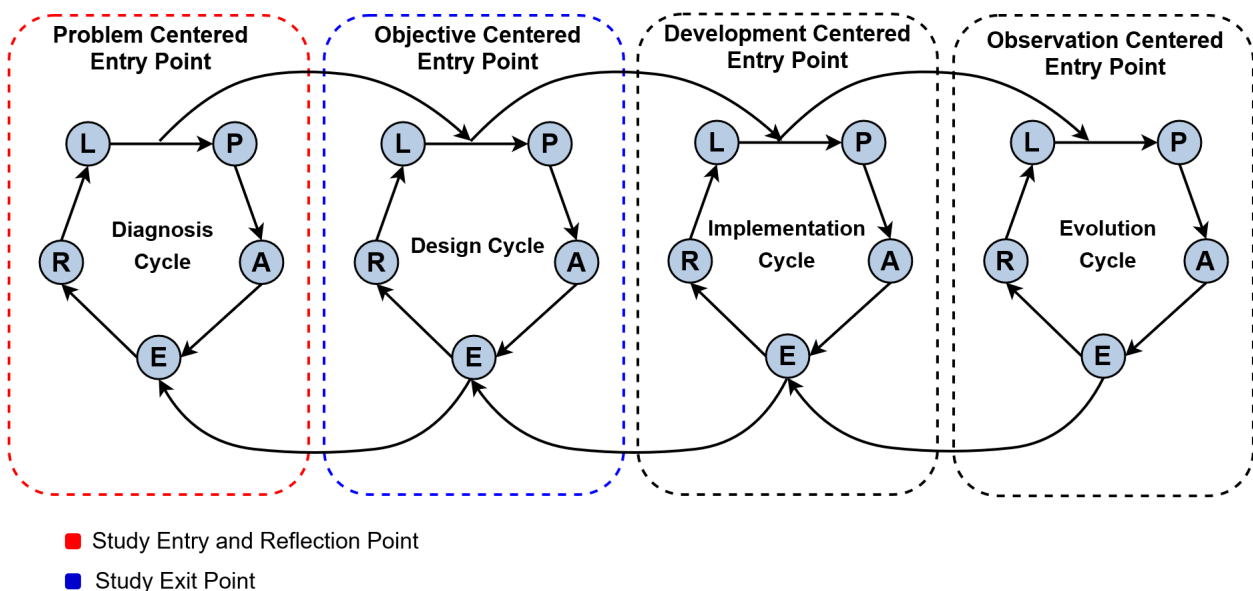 Problem Centered
Entry Point
L
P
Diagnosis
Cycle
R
A
E
Objective Centered
Entry Point
L
P
Design Cycle
R
A
E
Development Centered
Entry Point
L
P
Implementation
Cycle
R
A
E
Observation Centered
Entry Point
L
P
Evolution
Cycle
R
A
E
Study Entry and Reflection Point
Study Exit Point